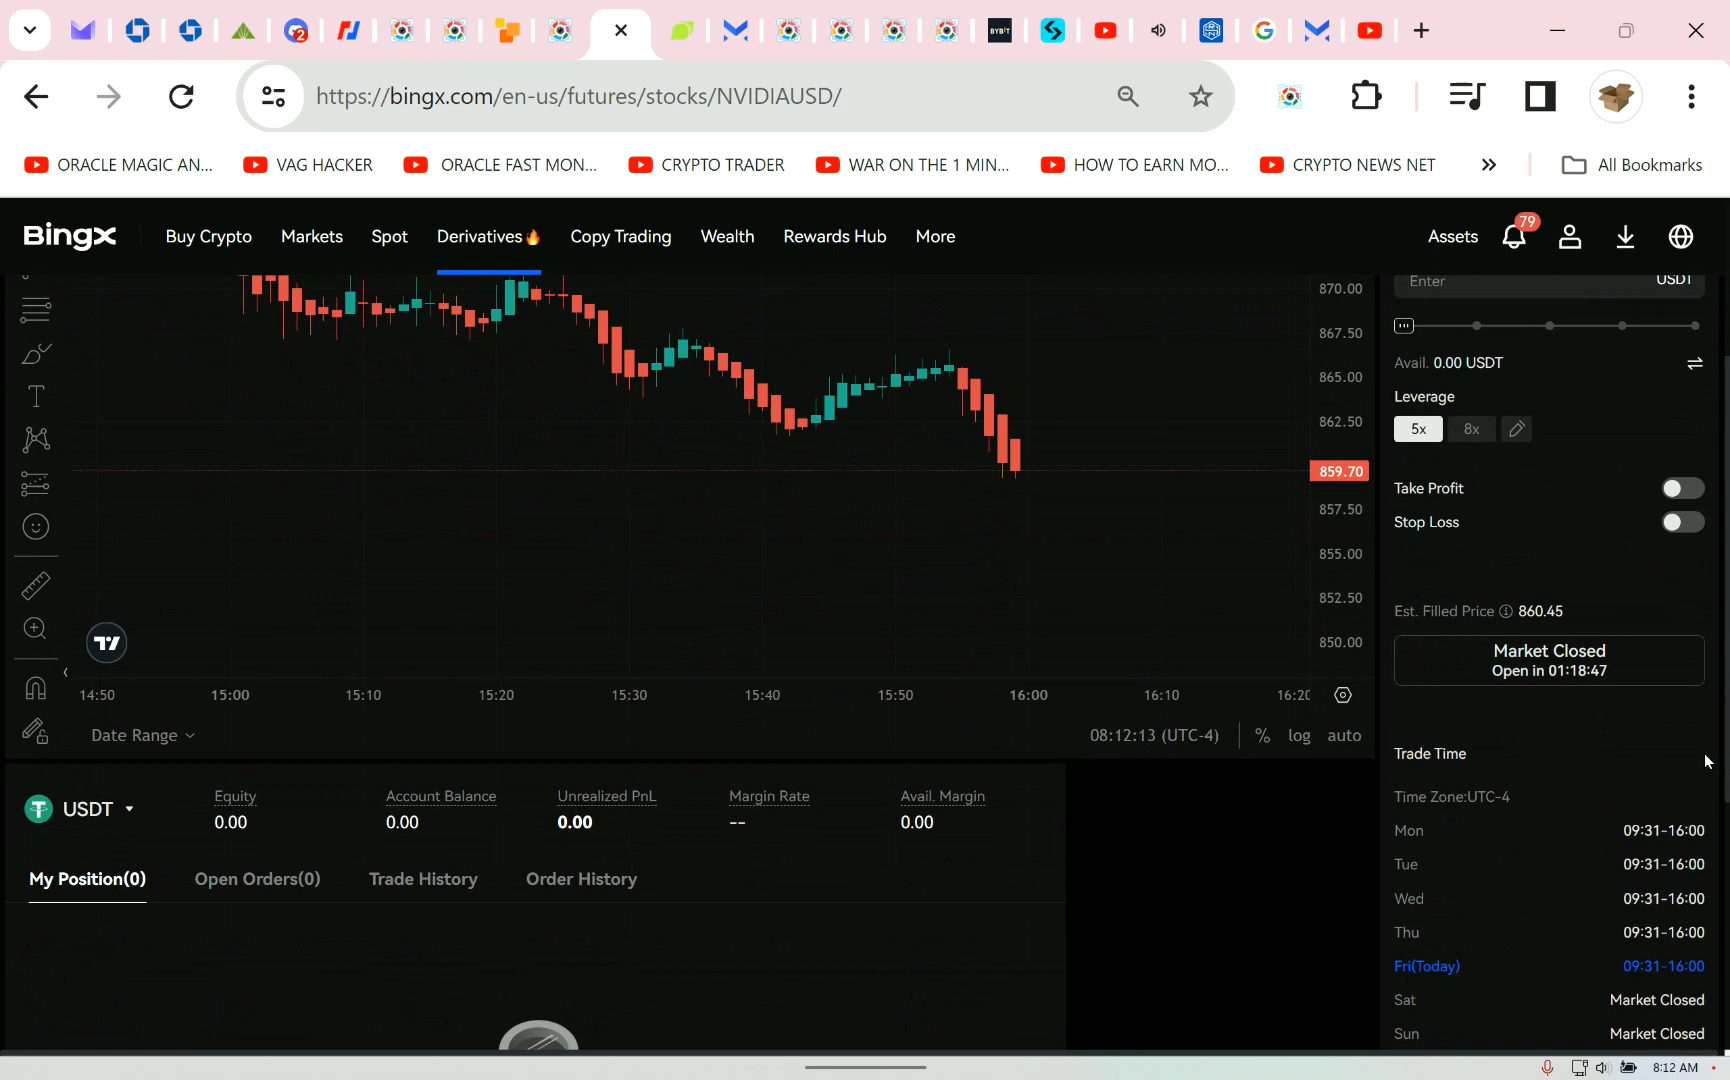 2
BYBIT
https://bingx.com/en-us/futures/stocks/NVIDIAUSD/
ORACLE MAGIC AN... VAG HACKER ORACLE FAST MON... CRYPTO TRADER WAR ON THE 1 MIN... HOW TO EARN MO... CRYPTO NEWS NET » All Bookmarks
BingX Buy Crypto Markets Spot Derivatives Copy Trading Wealth Rewards Hub More Assets 79
Enter USDT
870.00
867.50
865.00
862.50
859.70
857.50
855.00
852.50
850.00
14:50 15:00 15:10 15:20 15:30 15:40 15:50 16:00 16:10 16:20
Date Range 08:12:13 (UTC-4) % log auto
Avail. 0.00 USDT
Leverage
5x 8x
Take Profit
Stop Loss
Est. Filled Price 860.45
Market Closed
Open in 01:18:47
Trade Time
Time Zone:UTC-4
Mon 09:31-16:00
Tue 09:31-16:00
Wed 09:31-16:00
Thu 09:31-16:00
Fri(Today) 09:31-16:00
Sat Market Closed
Sun Market Closed
USDT
Equity Account Balance Unrealized PnL Margin Rate Avail. Margin
0.00 0.00 0.00 -- 0.00
My Position(0) Open Orders(0) Trade History Order History
8:12 AM